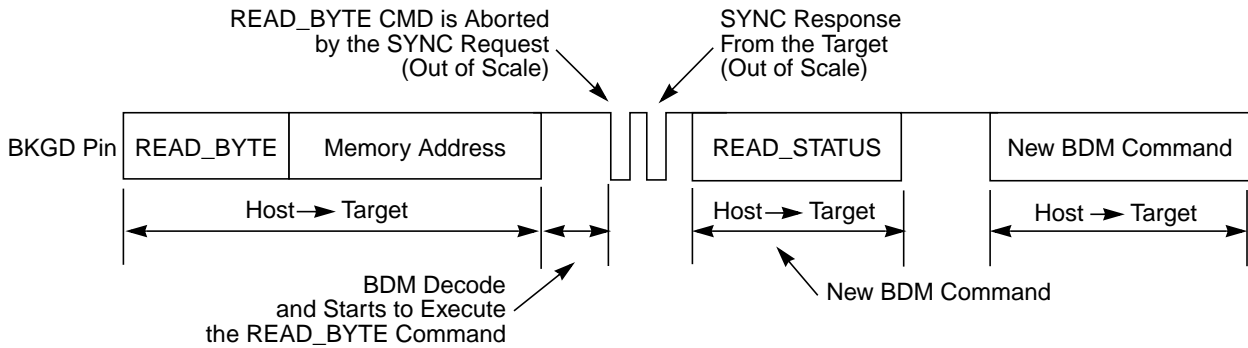 READ_BYTE CMD is Aborted
by the SYNC Request
(Out of Scale)
SYNC Response
From the Target
(Out of Scale)
BKGD Pin
READ_BYTE
Memory Address
READ_STATUS
New BDM Command
Host Target
Host Target
Host Target
BDM Decode
and Starts to Execute
the READ_BYTE Command
New BDM Command